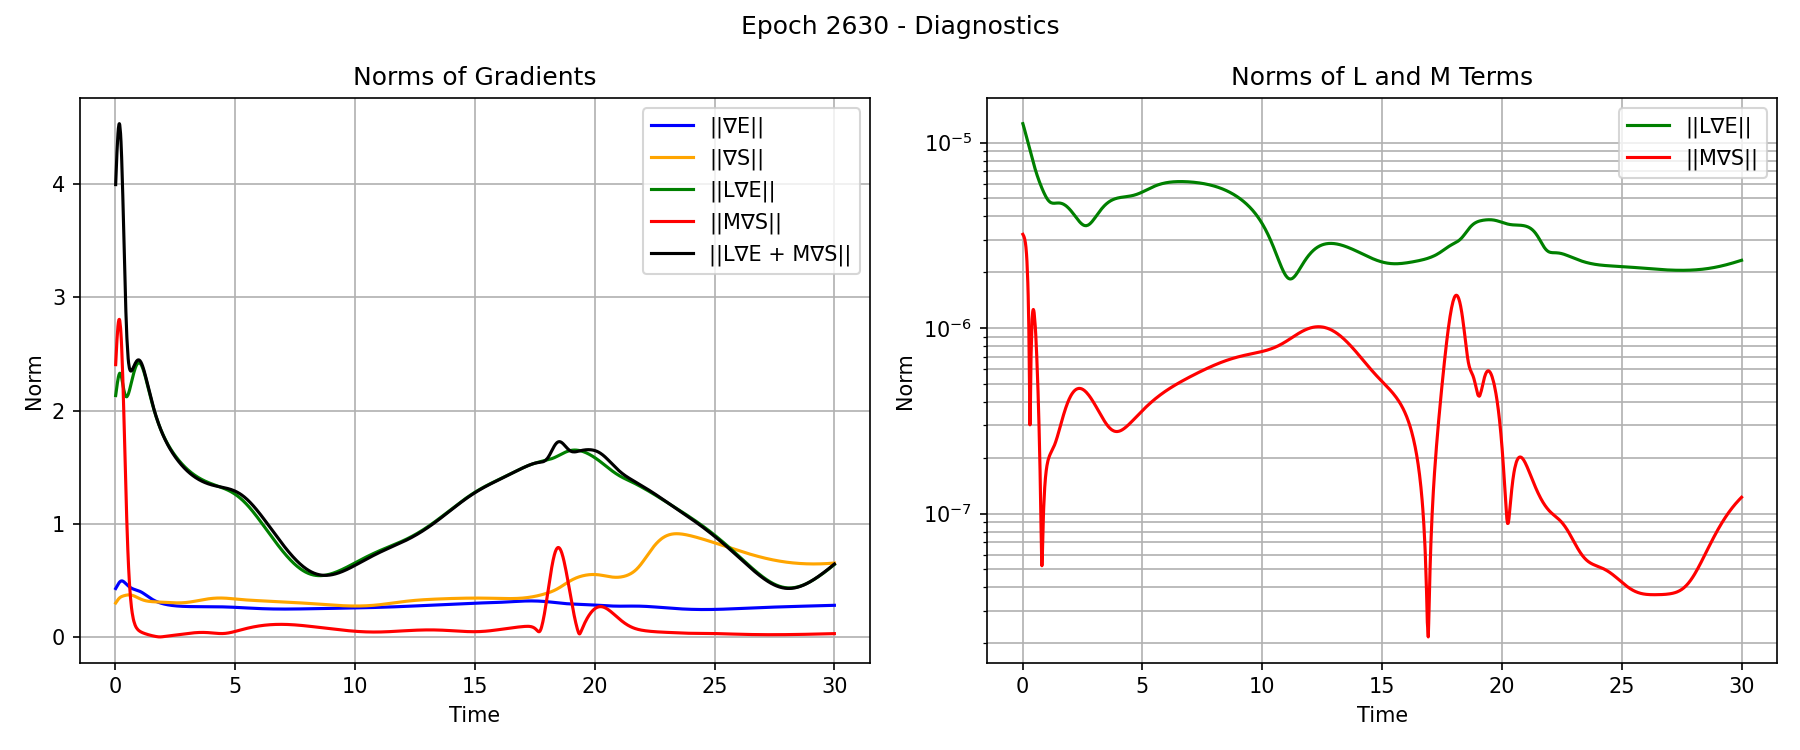 Epoch 2630 - Diagnostics
Norms of Gradients
Norm
4
3
2
1
0
0 5 10 15 20 25 30
Time
||∇E||
||∇S||
||L∇E||
||M∇S||
||L∇E + M∇S||
Norms of L and M Terms
Norm
10⁻⁵
10⁻⁶
10⁻⁷
0 5 10 15 20 25 30
Time
||L∇E||
||M∇S||